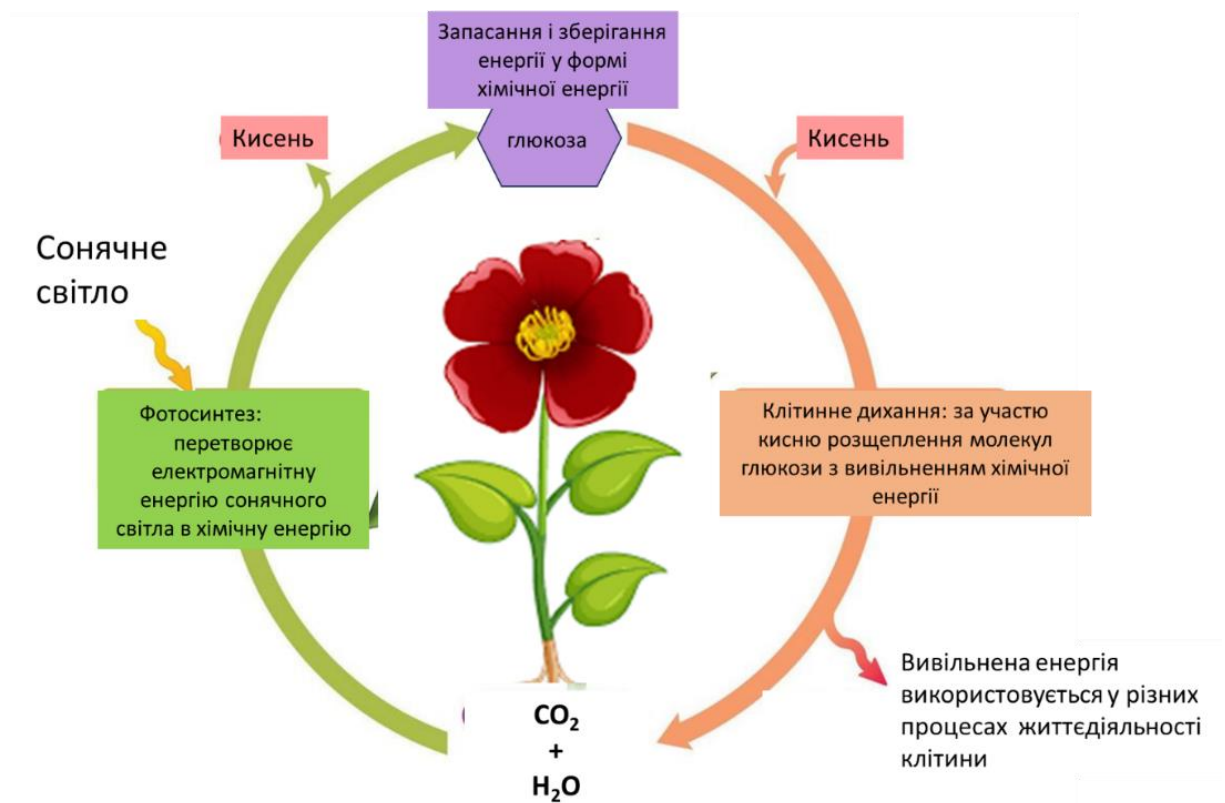 Запасання і зберігання
енергії у формі
хімічної енергії
глюкоза
Кисень
Кисень
Сонячне
світло
Фотосинтез:
перетворює
електромагнітну
енергію сонячного
світла в хімічну енергію
Клітинне дихання: за участю
кисню розщеплення молекул
глюкози з вивільненням хімічної
енергії
Вивільнена енергія
використовується у різних
процесах життєдіяльності
клітини
CO₂
+
H₂O